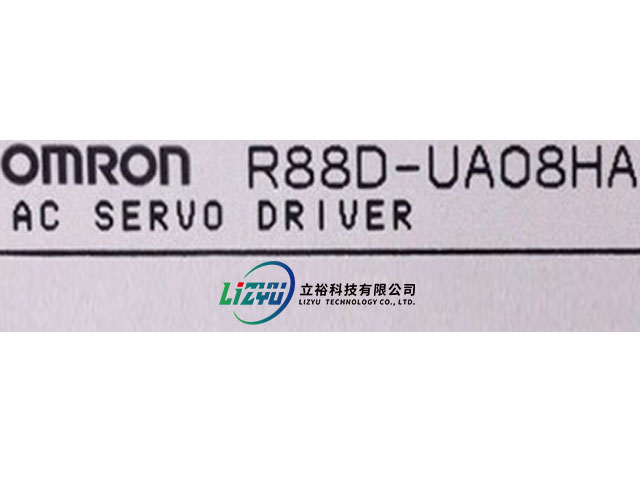 OMRON R88D-UA08HA
AC SERVO DRIVER
LIZYU 立裕科技有限公司
LIZYU TECHNOLOGY CO., LTD.